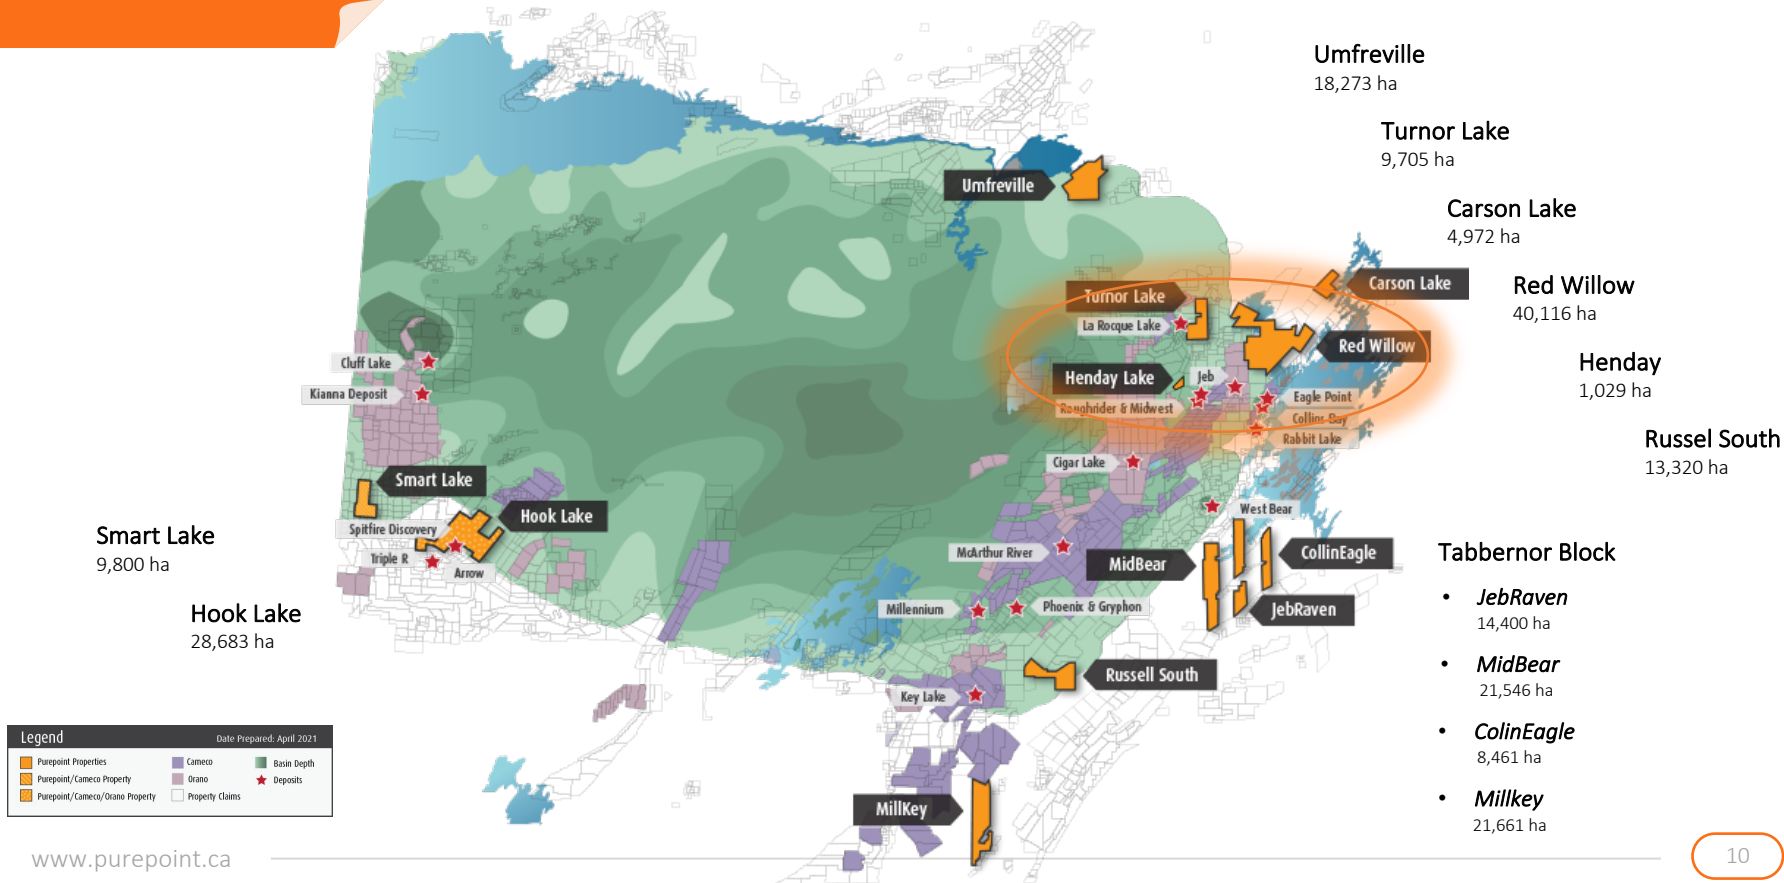 Umfreville
18,273 ha
Turnor Lake
9,705 ha
Carson Lake
4,972 ha
Red Willow
40,116 ha
Henday
1,029 ha
Russel South
13,320 ha
Umfreville
Carson Lake
Turnor Lake
La Rocque Lake
Red Willow
Henday Lake
Jeb
Eagle Point
Roughrider & Midwest
Collins Bay
Rabbit Lake
Cigar Lake
West Bear
Cluff Lake
Kianna Deposit
Smart Lake
Hook Lake
Spitfire Discovery
Triple R
Arrow
McArthur River
MidBear
CollinEagle
JebRaven
Millennium
Phoenix & Gryphon
Russell South
Key Lake
MillKey
Smart Lake
9,800 ha
Hook Lake
28,683 ha
Tabbernor Block
• JebRaven
14,400 ha
• MidBear
21,546 ha
• ColinEagle
8,461 ha
• Millkey
21,661 ha
Legend
Date Prepared: April 2021
Purepoint Properties
Purepoint/Cameco Property
Purepoint/Cameco/Orano Property
Cameco
Orano
Property Claims
Basin Depth
Deposits
www.purepoint.ca
10